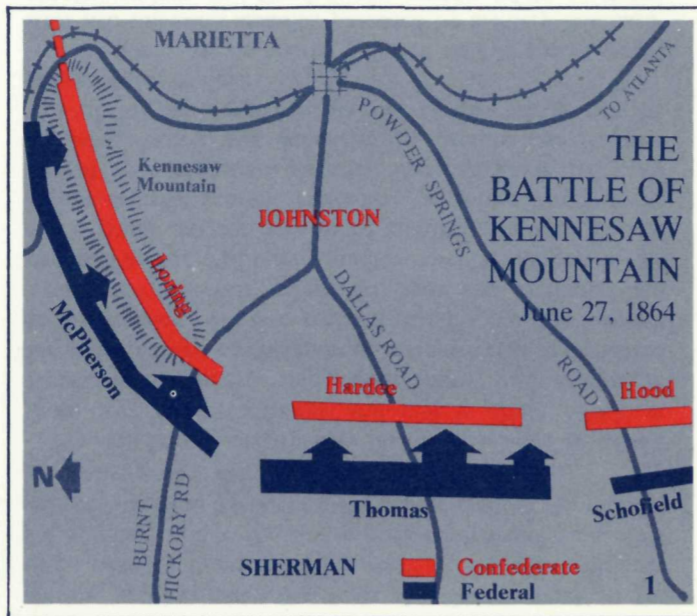 MARIETTA
TO ATLANTA
Kennesaw
Mountain
POWDER SPRINGS
ROAD
THE
BATTLE OF
KENNESAW
MOUNTAIN
June 27, 1864
JOHNSTON
Loring
McPherson
DALLAS ROAD
Hardee
Hood
N
Thomas
Schofield
BURNT
HICKORY RD
SHERMAN
Confederate
Federal
1